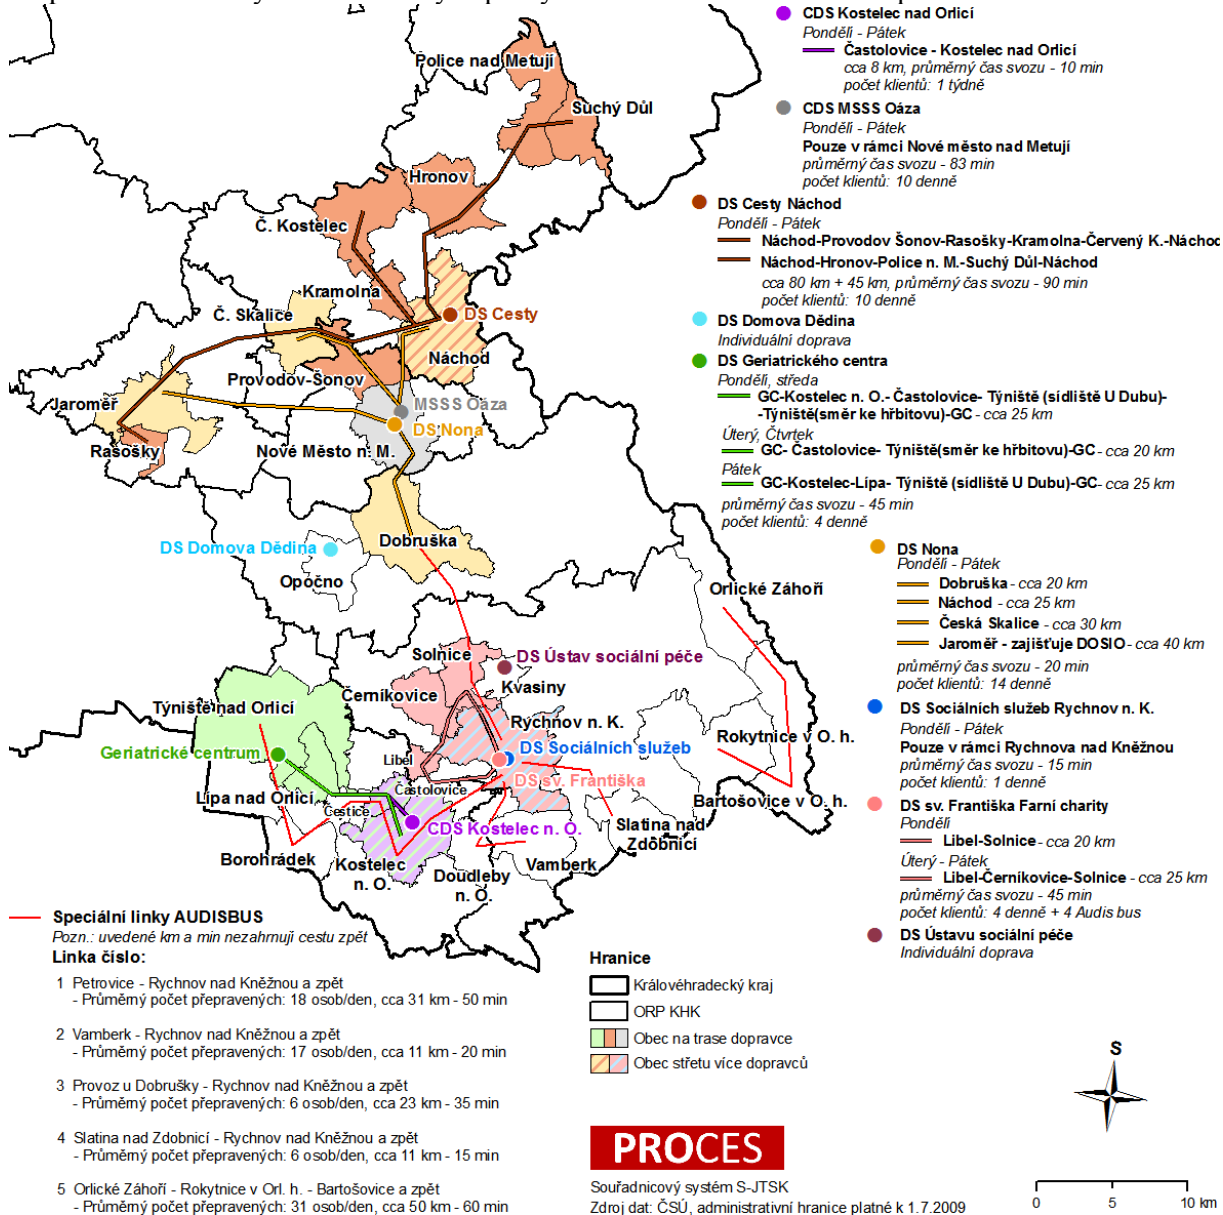 CDS Kostelec nad Orlicí
Pondělí - Pátek
Častolovice - Kostelec nad Orlicí
cca 8 km, průměrný čas svozu - 10 min
počet klientů: 1 týdně
CDS MSSS Oáza
Pondělí - Pátek
Pouze v rámci Nové město nad Metují
průměrný čas svozu - 83 min
počet klientů: 10 denně
DS Cesty Náchod
Pondělí - Pátek
Náchod-Provodov Šonov-Rasošky-Kramolna-Červený K.-Náchod
Náchod-Hronov-Police n. M.-Suchý Důl-Náchod
cca 80 km + 45 km, průměrný čas svozu - 90 min
počet klientů: 10 denně
DS Domova Dědina
Individuální doprava
DS Geriatrického centra
Pondělí, středa
GC-Kostelec n. O.- Častolovice- Týniště (sídliště U Dubu)-
-Týniště(směr ke hřbitovu)-GC - cca 25 km
Úterý, Čtvrtek
GC- Častolovice- Týniště(směr ke hřbitovu)-GC - cca 20 km
Pátek
GC-Kostelec-Lípa- Týniště (sídliště U Dubu)-GC - cca 25 km
průměrný čas svozu - 45 min
počet klientů: 4 denně
DS Nona
Pondělí - Pátek
Dobruška - cca 20 km
Náchod - cca 25 km
Česká Skalice - cca 30 km
Jaroměř - zajišťuje DOSIO - cca 40 km
průměrný čas svozu - 20 min
počet klientů: 14 denně
DS Sociálních služeb Rychnov n. K.
Pondělí - Pátek
Pouze v rámci Rychnova nad Kněžnou
průměrný čas svozu - 15 min
počet klientů: 1 denně
DS sv. Františka Farní charity
Pondělí
Libel-Solnice - cca 20 km
Úterý - Pátek
Libel-Černíkovice-Solnice - cca 25 km
průměrný čas svozu - 45 min
počet klientů: 4 denně + 4 Audis bus
DS Ústavu sociální péče
Individuální doprava
Police nad Metují
Suchý Důl
Hronov
Č. Kostelec
Kramolna
Č. Skalice
DS Cesty
Náchod
Provodov-Šonov
Jaroměř
MSSS Oáza
DS Nona
Rasošky
Nové Město n. M.
Dobruška
DS Domova Dědina
Opočno
Orlické Záhoří
Solnice
DS Ústav sociální péče
Kvasiny
Černíkovice
Týniště nad Orlicí
Rychnov n. K.
Rokytnice v O. h.
Geriatrické centrum
Libel
DS Sociálních služeb
DS sv. Františka
Častolovice
Lípa nad Orlicí
Čestice
Bartošovice v O. h.
CDS Kostelec n. O.
Slatina nad
Zdobnicí
Borohrádek
Kostelec
n. O.
Doudleby
n. O.
Vamberk
Speciální linky AUDISBUS
Pozn.: uvedené km a min nezahrnují cestu zpět
Linka číslo:
1 Petrovice - Rychnov nad Kněžnou a zpět
- Průměrný počet přepravených: 18 osob/den, cca 31 km - 50 min
2 Vamberk - Rychnov nad Kněžnou a zpět
- Průměrný počet přepravených: 17 osob/den, cca 11 km - 20 min
3 Provoz u Dobrušky - Rychnov nad Kněžnou a zpět
- Průměrný počet přepravených: 6 osob/den, cca 23 km - 35 min
4 Slatina nad Zdobnicí - Rychnov nad Kněžnou a zpět
- Průměrný počet přepravených: 6 osob/den, cca 11 km - 15 min
5 Orlické Záhoří - Rokytnice v Orl. h. - Bartošovice a zpět
- Průměrný počet přepravených: 31 osob/den, cca 50 km - 60 min
Hranice
Královéhradecký kraj
ORP KHK
Obec na trase dopravce
Obec střetu více dopravců
S
PROCES
Souřadnicový systém S-JTSK
Zdroj dat: ČSÚ, administrativní hranice platné k 1.7.2009
0 5 10 km